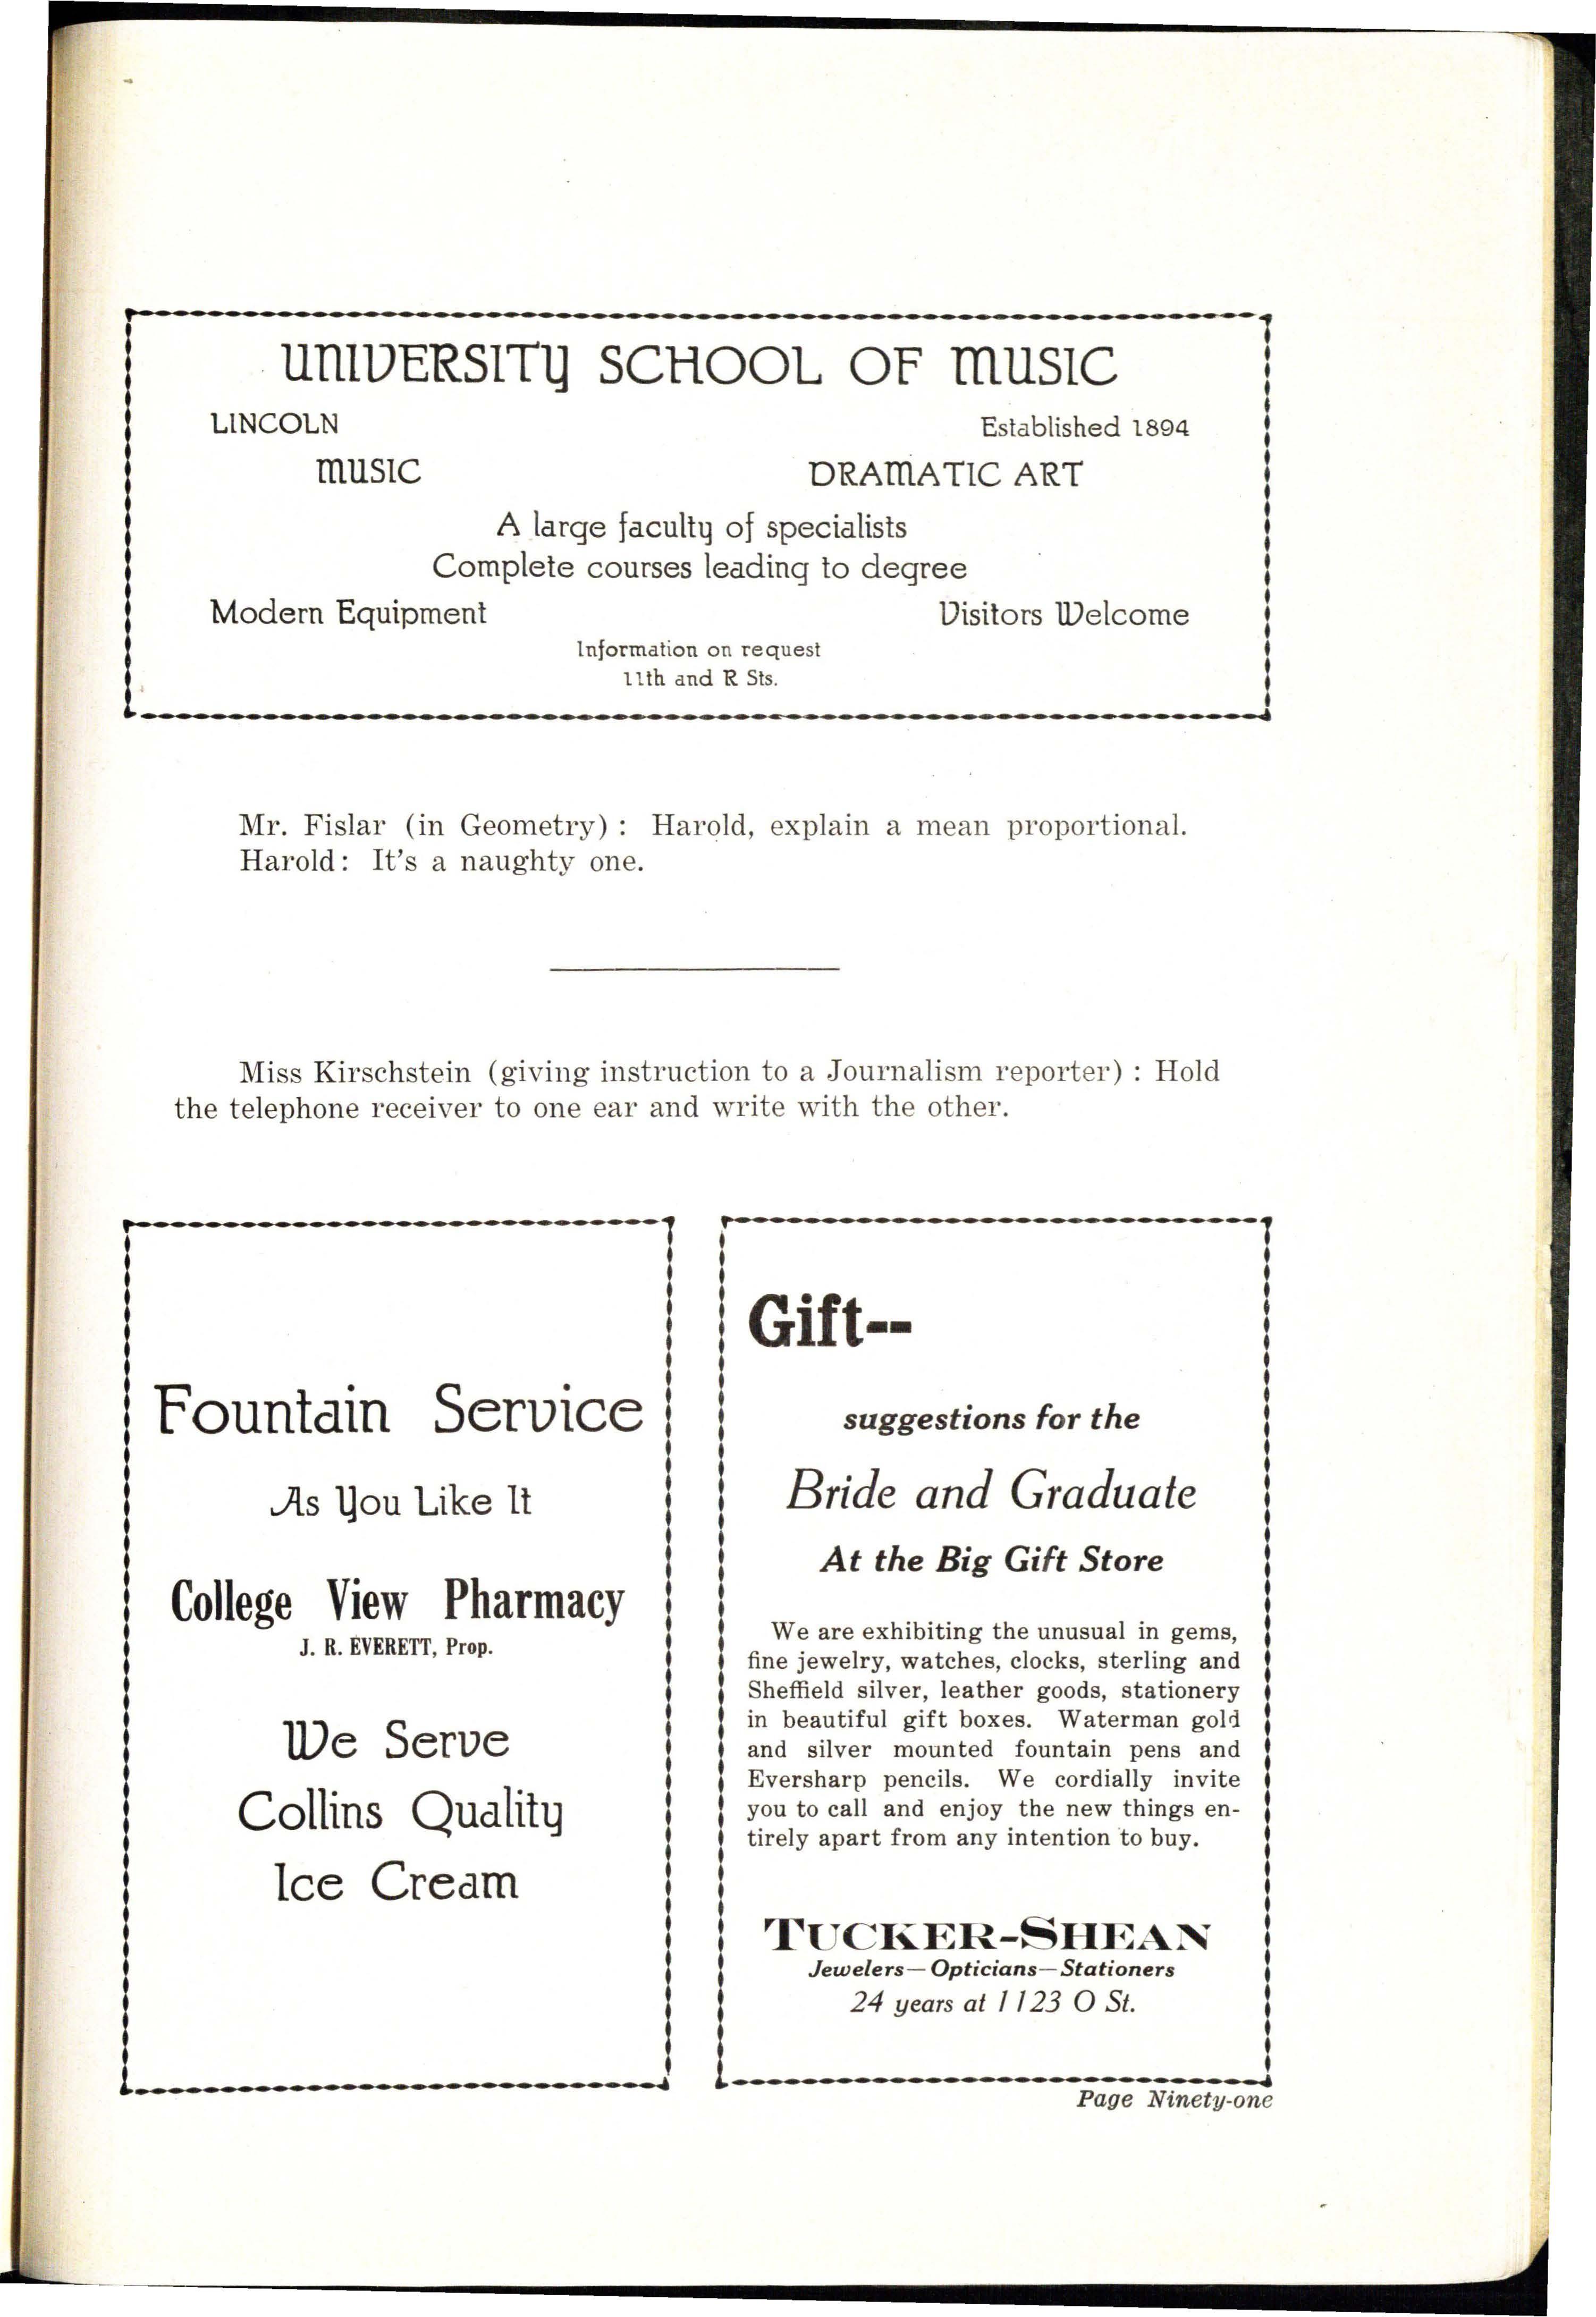 UNIVERSITY SCHOOL OF MUSIC
LINCOLN Established 1894
MUSIC DRAMATIC ART
A large faculty of specialists
Complete courses leading to degree
Modern Equipment Visitors Welcome
Information on request
11th and R Sts.
Mr. Fislar (in Geometry) : Harold, explain a mean proportional.
Harold: It's a naughty one.
Miss Kirschstein (giving instruction to a Journalism reporter) : Hold
the telephone receiver to one ear and write with the other.
Fountain Service
As You Like It
College View Pharmacy
J. R. EVERETT, Prop.
We Serve
Collins Quality
Ice Cream
Gift--
suggestions for the
Bride and Graduate
At the Big Gift Store
We are exhibiting the unusual in gems,
fine jewelry, watches, clocks, sterling and
Sheffield silver, leather goods, stationery
in beautiful gift boxes. Waterman gold
and silver mounted fountain pens and
Eversharp pencils. We cordially invite
you to call and enjoy the new things en-
tirely apart from any intention to buy.
TUCKER-SHEAN
Jewelers—Opticians—Stationers
24 years at 1123 O St.
Page Ninety-one